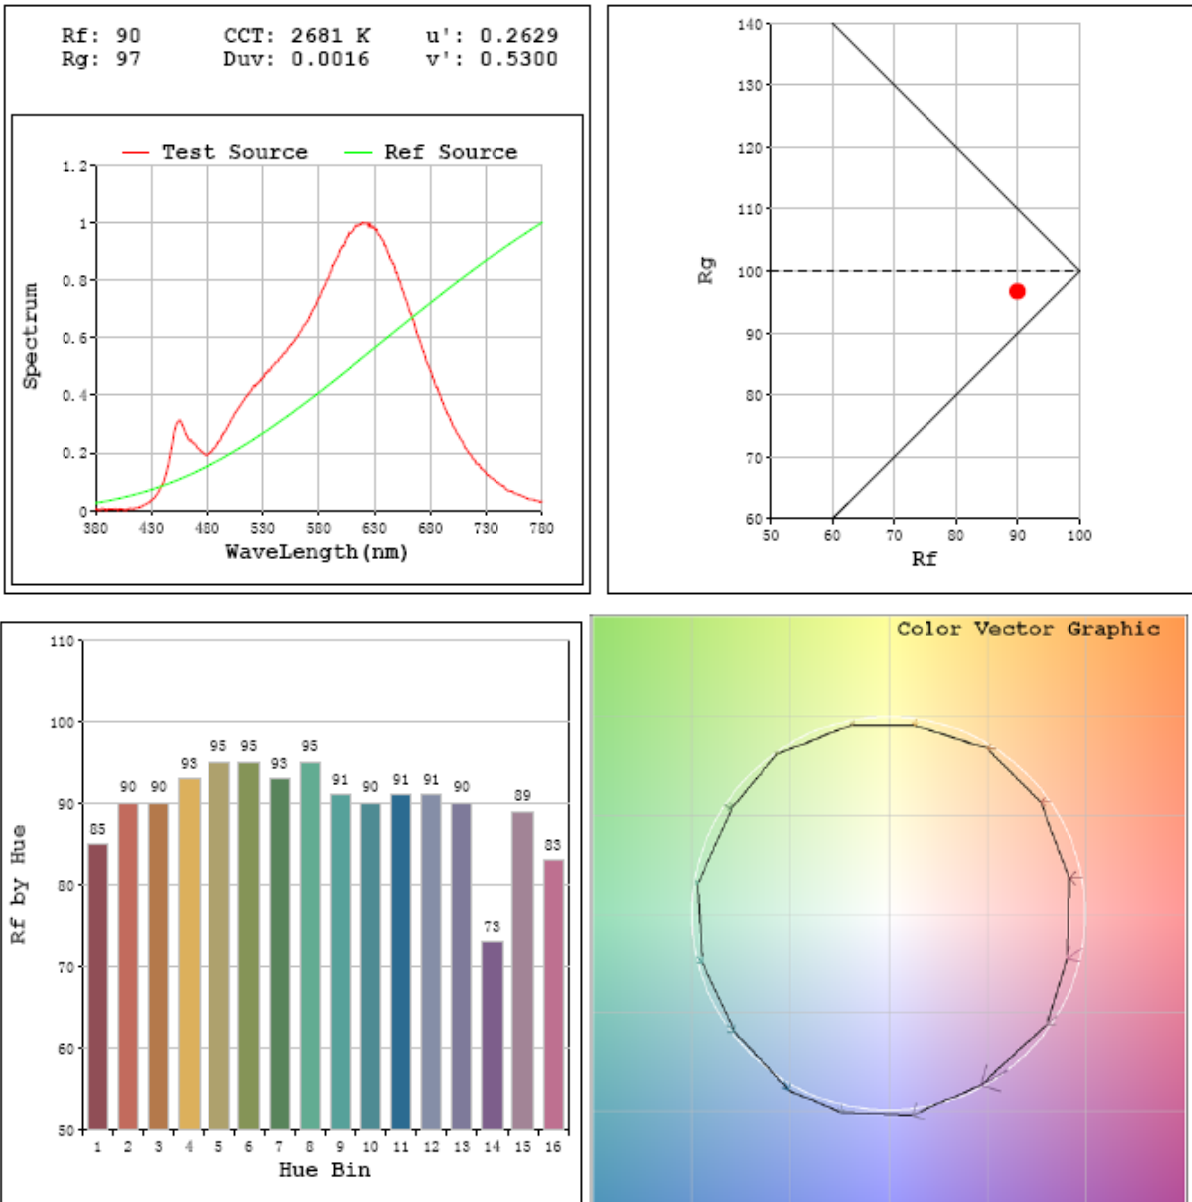 Rf: 90 CCT: 2681 K u': 0.2629
Rg: 97 Duv: 0.0016 v': 0.5300
Test Source Ref Source
1.2
1
0.8
0.6
0.4
0.2
0
Spectrum
380 430 480 530 580 630 680 730 780
WaveLength(nm)
140
130
120
110
100
90
80
70
60
Rg
50 60 70 80 90 100
Rf
110
100
90
80
70
60
50
Rf by Hue
85 90 90 93 95 95 93 95 91 90 91 91 90 73 89 83
1 2 3 4 5 6 7 8 9 10 11 12 13 14 15 16
Hue Bin
Color Vector Graphic